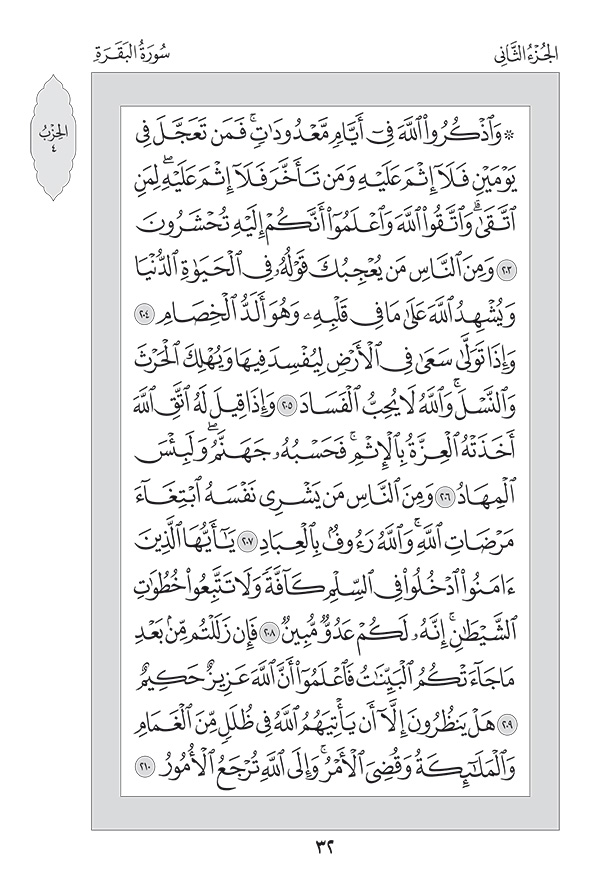 الجُزْءُ الثَّانِي
سُورَةُ البَقَرَةِ
الحِزْبُ
٤
۞ وَٱذۡكُرُواْ ٱللَّهَ فِيٓ أَيَّامٖ مَّعۡدُودَٰتٖۚ فَمَن تَعَجَّلَ فِي
يَوۡمَيۡنِ فَلَآ إِثۡمَ عَلَيۡهِ وَمَن تَأَخَّرَ فَلَآ إِثۡمَ عَلَيۡهِۖ لِمَنِ
ٱتَّقَىٰۗ وَٱتَّقُواْ ٱللَّهَ وَٱعۡلَمُوٓاْ أَنَّكُمۡ إِلَيۡهِ تُحۡشَرُونَ
٢٠٣ وَمِنَ ٱلنَّاسِ مَن يُعۡجِبُكَ قَوۡلُهُۥ فِي ٱلۡحَيَوٰةِ ٱلدُّنۡيَا
وَيُشۡهِدُ ٱللَّهَ عَلَىٰ مَا فِي قَلۡبِهِۦ وَهُوَ أَلَدُّ ٱلۡخِصَامِ ٢٠٤
وَإِذَا تَوَلَّىٰ سَعَىٰ فِي ٱلۡأَرۡضِ لِيُفۡسِدَ فِيهَا وَيُهۡلِكَ ٱلۡحَرۡثَ
وَٱلنَّسۡلَۚ وَٱللَّهُ لَا يُحِبُّ ٱلۡفَسَادَ ٢٠٥ وَإِذَا قِيلَ لَهُ ٱتَّقِ ٱللَّهَ
أَخَذَتۡهُ ٱلۡعِزَّةُ بِٱلۡإِثۡمِۚ فَحَسۡبُهُۥ جَهَنَّمُۖ وَلَبِئۡسَ
ٱلۡمِهَادُ ٢٠٦ وَمِنَ ٱلنَّاسِ مَن يَشۡرِي نَفۡسَهُ ٱبۡتِغَآءَ
مَرۡضَاتِ ٱللَّهِۚ وَٱللَّهُ رَءُوفُۢ بِٱلۡعِبَادِ ٢٠٧ يَٰٓأَيُّهَا ٱلَّذِينَ
ءَامَنُواْ ٱدۡخُلُواْ فِي ٱلسِّلۡمِ كَآفَّةٗ وَلَا تَتَّبِعُواْ خُطُوَٰتِ
ٱلشَّيۡطَٰنِۚ إِنَّهُۥ لَكُمۡ عَدُوّٞ مُّبِينٞ ٢٠٨ فَإِن زَلَلۡتُم مِّنۢ بَعۡدِ
مَا جَآءَتۡكُمُ ٱلۡبَيِّنَٰتُ فَٱعۡلَمُوٓاْ أَنَّ ٱللَّهَ عَزِيزٌ حَكِيمٌ
٢٠٩ هَلۡ يَنظُرُونَ إِلَّآ أَن يَأۡتِيَهُمُ ٱللَّهُ فِي ظُلَلٖ مِّنَ ٱلۡغَمَامِ
وَٱلۡمَلَٰٓئِكَةُ وَقُضِيَ ٱلۡأَمۡرُۚ وَإِلَى ٱللَّهِ تُرۡجَعُ ٱلۡأُمُورُ ٢١٠
٣٢